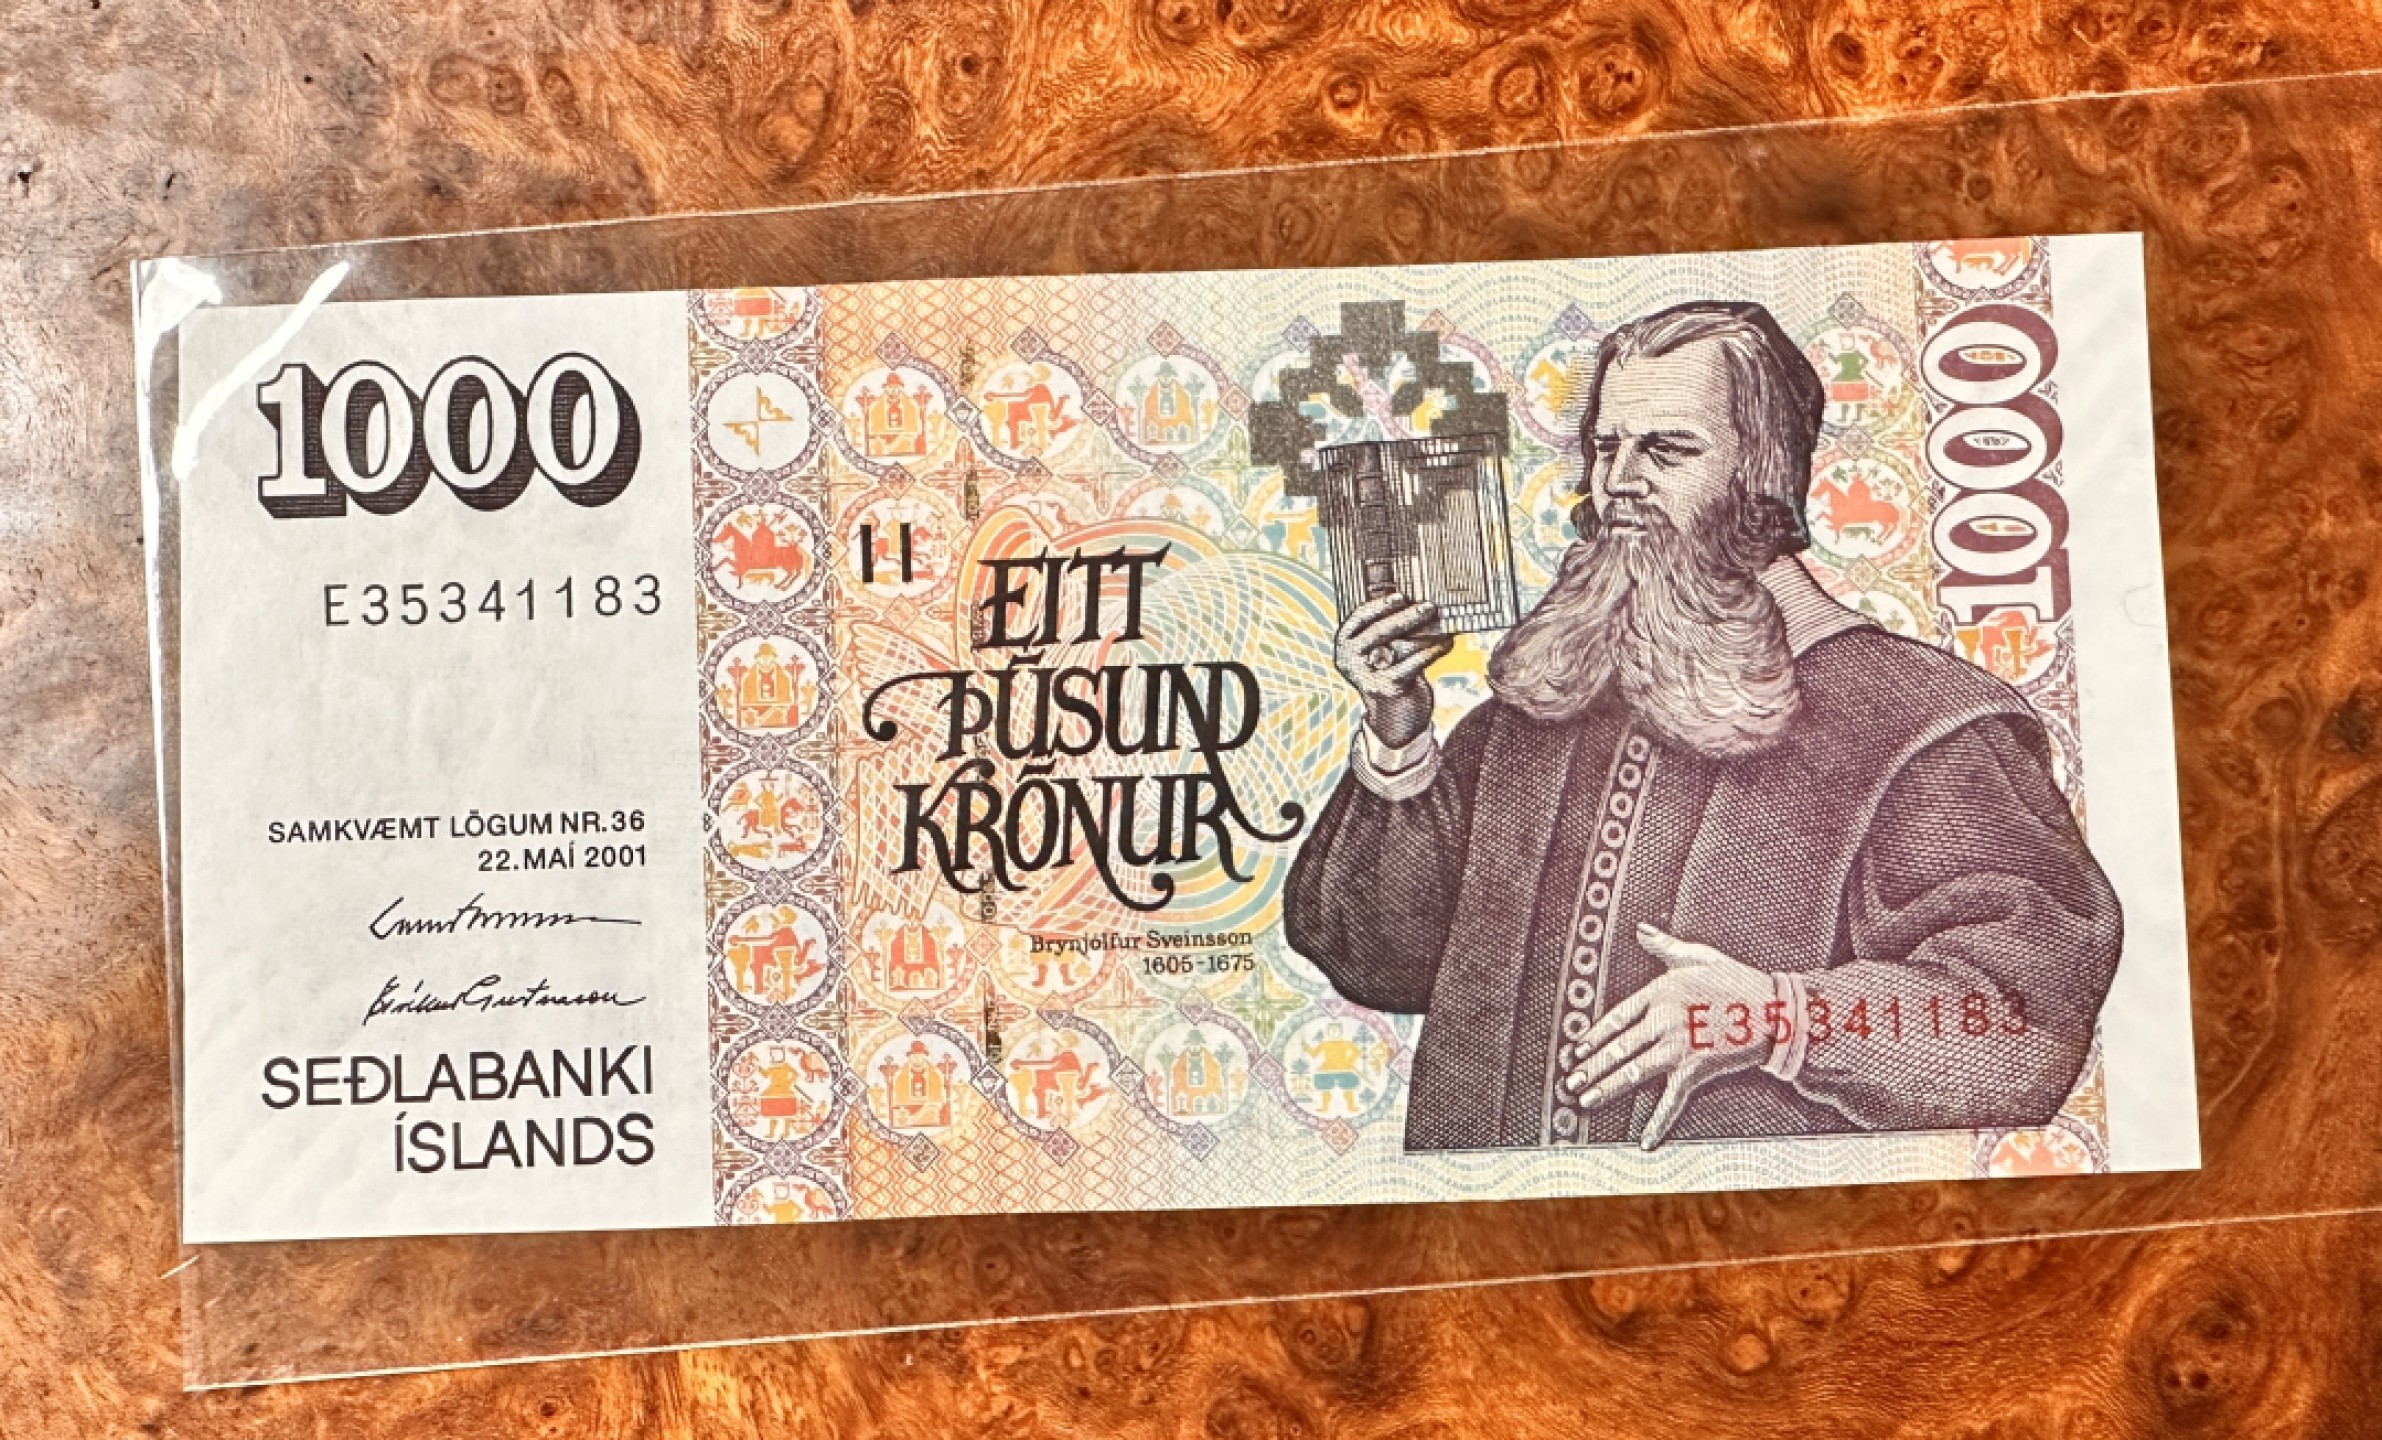 1000
E35341183
SAMKVÆMT LÖGUM NR. 36
22. MAÍ 2001
SEÐLABANKI
ÍSLANDS
EITT
ÞÚSUND
KRÓNUR
Brynjólfur Sveinsson
1605-1675
1000
E35341183